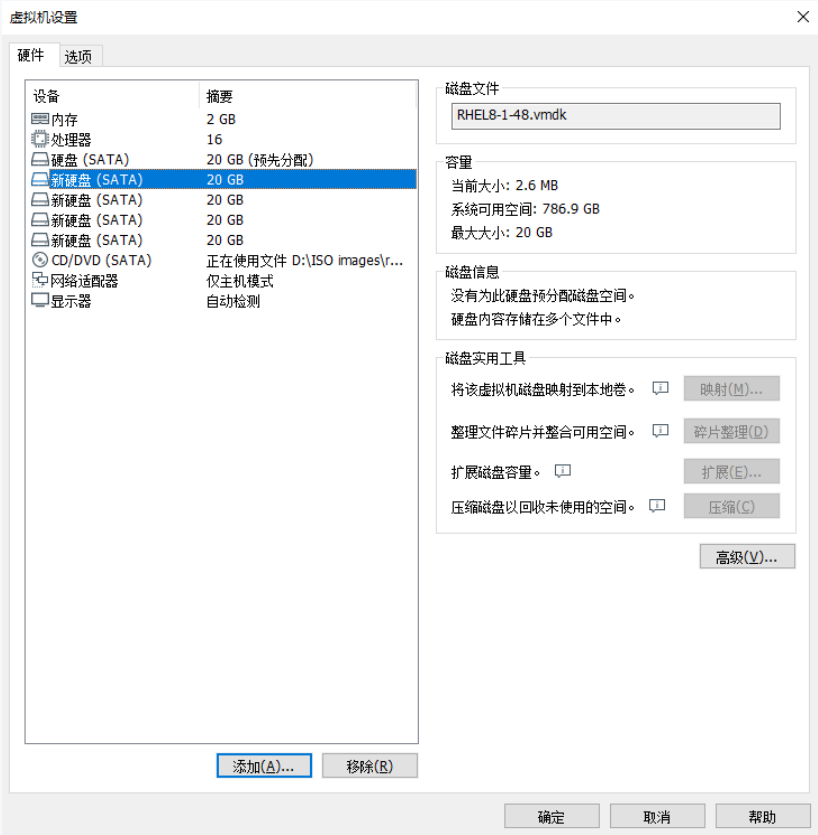 虚拟机设置
硬件 选项
设备 摘要
内存 2 GB
处理器 16
硬盘 (SATA) 20 GB (预先分配)
新硬盘 (SATA) 20 GB
新硬盘 (SATA) 20 GB
新硬盘 (SATA) 20 GB
新硬盘 (SATA) 20 GB
CD/DVD (SATA) 正在使用文件 D:\ISO images\r...
网络适配器 仅主机模式
显示器 自动检测
添加(A)... 移除(R)
磁盘文件
RHEL8-1-48.vmdk
容量
当前大小: 2.6 MB
系统可用空间: 786.9 GB
最大大小: 20 GB
磁盘信息
没有为此硬盘预分配磁盘空间。
硬盘内容存储在多个文件中。
磁盘实用工具
将该虚拟机磁盘映射到本地卷。 映射(M)...
整理文件碎片并整合可用空间。 碎片整理(D)
扩展磁盘容量。 扩展(E)...
压缩磁盘以回收未使用的空间。 压缩(C)
高级(V)...
确定 取消 帮助